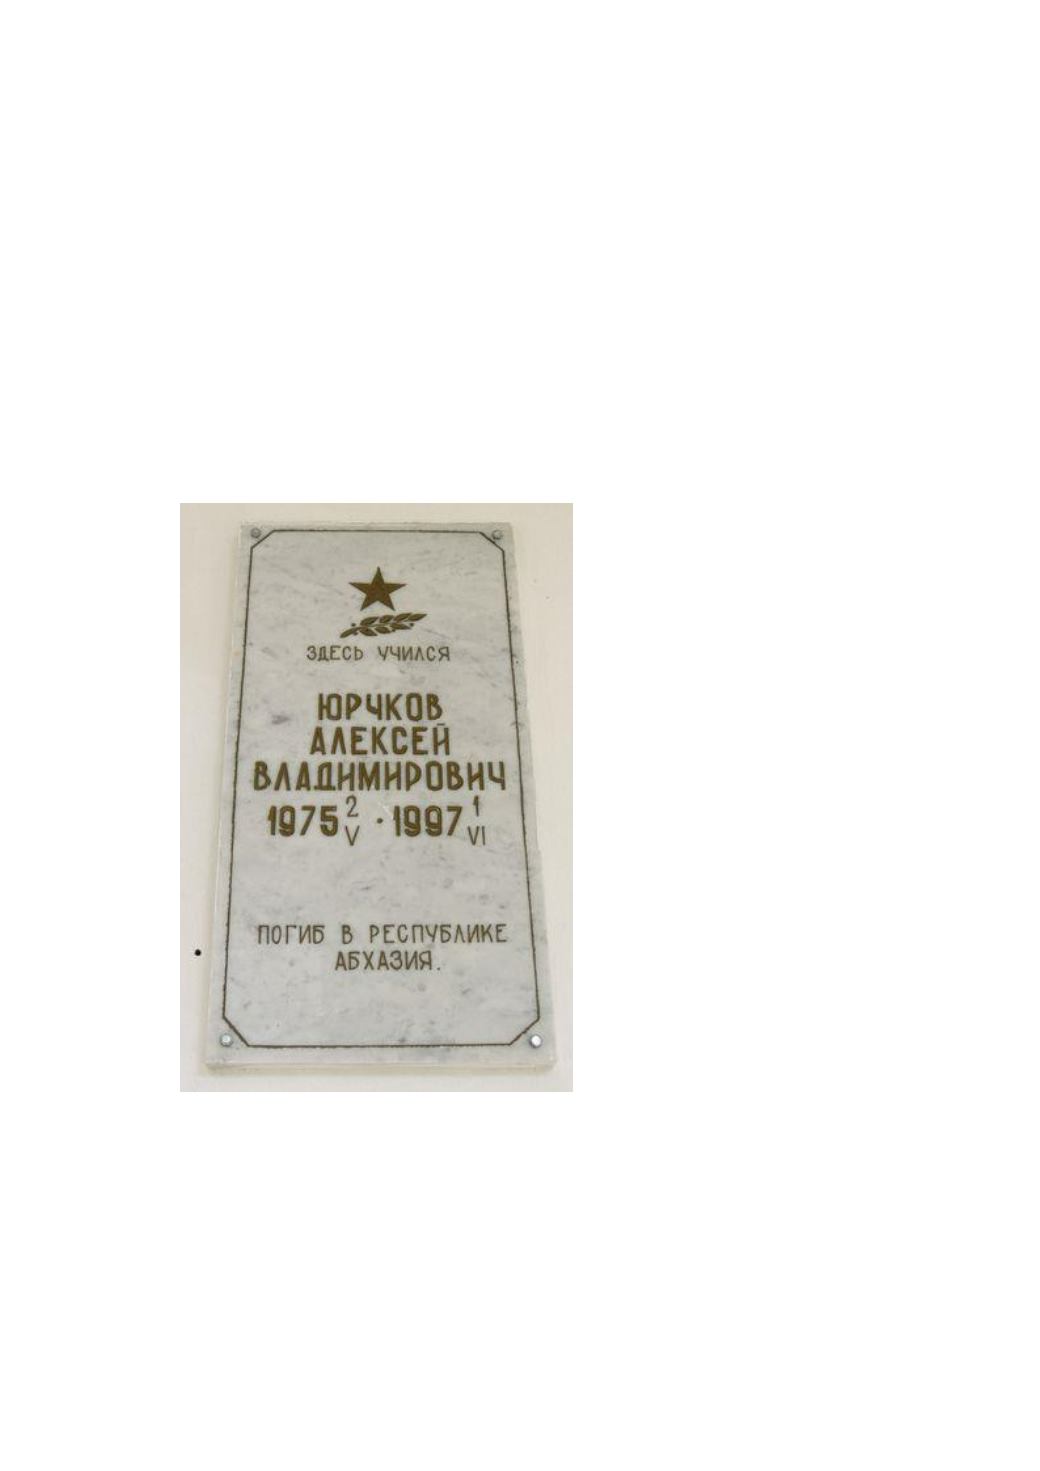 ЗДЕСЬ УЧИЛСЯ
ЮРЧКОВ
АЛЕКСЕЙ
ВЛАДИМИРОВИЧ
1975 2/V · 1997 1/VI
ПОГИБ В РЕСПУБЛИКЕ
АБХАЗИЯ.